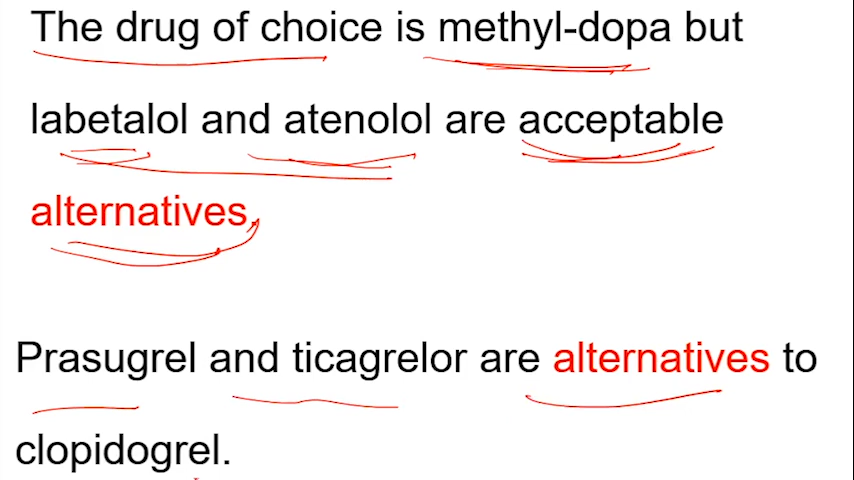 The drug of choice is methyl-dopa but
labetalol and atenolol are acceptable
alternatives,
Prasugrel and ticagrelor are alternatives to
clopidogrel.